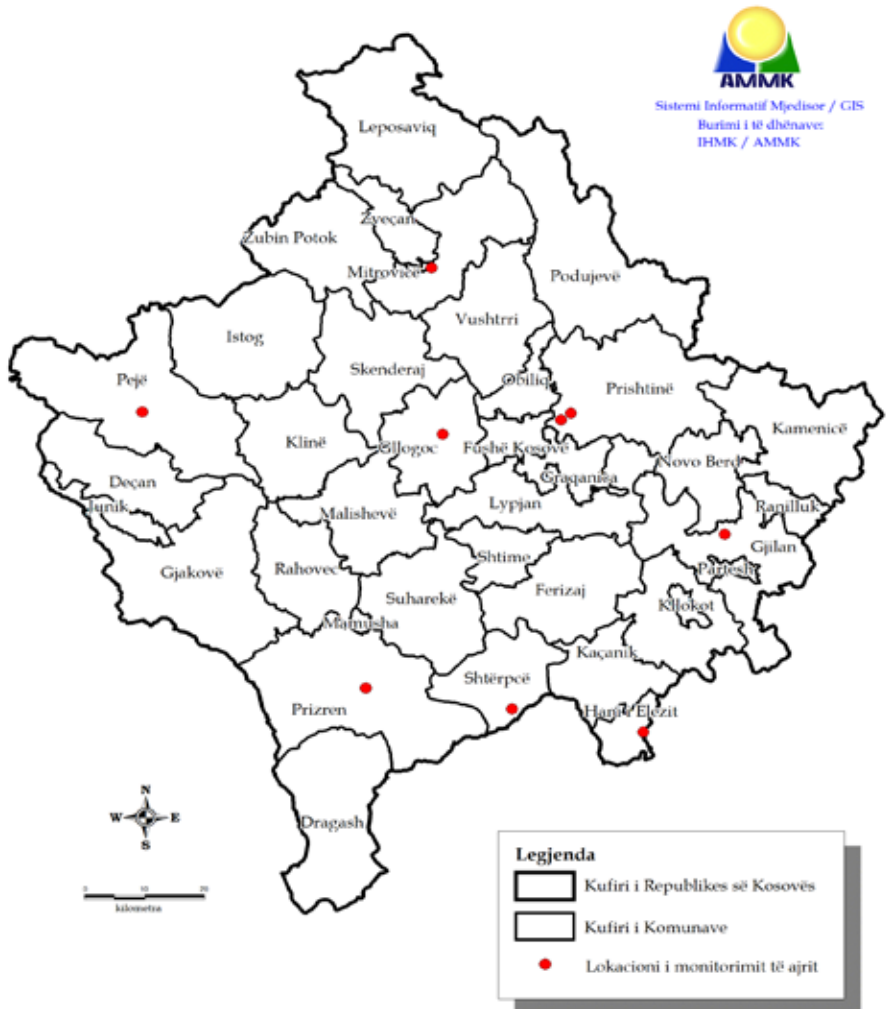 AMMK
Sistemi Informatif Mjedisor / GIS
Burimi i të dhënave:
IHMK / AMMK
Leposaviq
Zveçan
Zubin Potok
Mitrovicë
Podujevë
Vushtrri
Istog
Skenderaj
Obiliq
Pejë
Prishtinë
Kamenicë
Klinë
Gllogoc
Fushë Kosovë
Graqanisa
Novo Berd
Deçan
Junik
Malishevë
Lypjan
Ranilluk
Gjilan
Gjakovë
Rahovec
Shtime
Partesh
Suharekë
Ferizaj
Kllokot
Mamusha
Kaçanik
Shtërpcë
Prizren
Hani i Elezit
Dragash
N
W E
S
0 10 20
kilometra
Legjenda
Kufiri i Republikes së Kosovës
Kufiri i Komunave
Lokacioni i monitorimit të ajrit